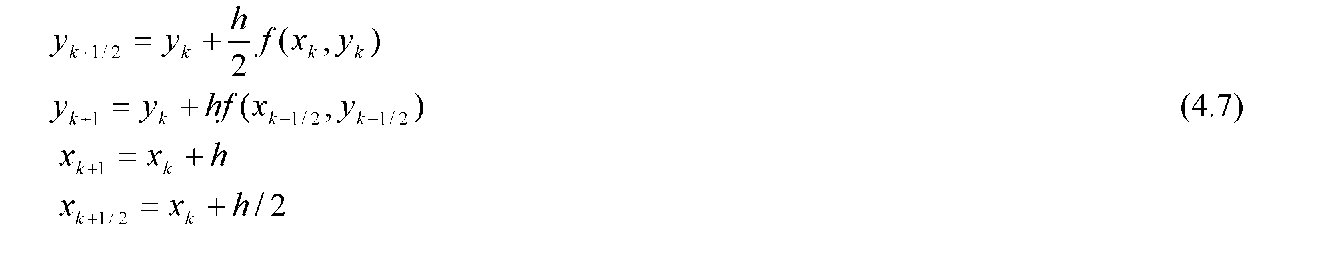 y_{k·1/2} = y_k + \frac{h}{2} f(x_k, y_k)
y_{k+1} = y_k + hf(x_{k−1/2}, y_{k−1/2}) (4.7)
x_{k+1} = x_k + h
x_{k+1/2} = x_k + h/2